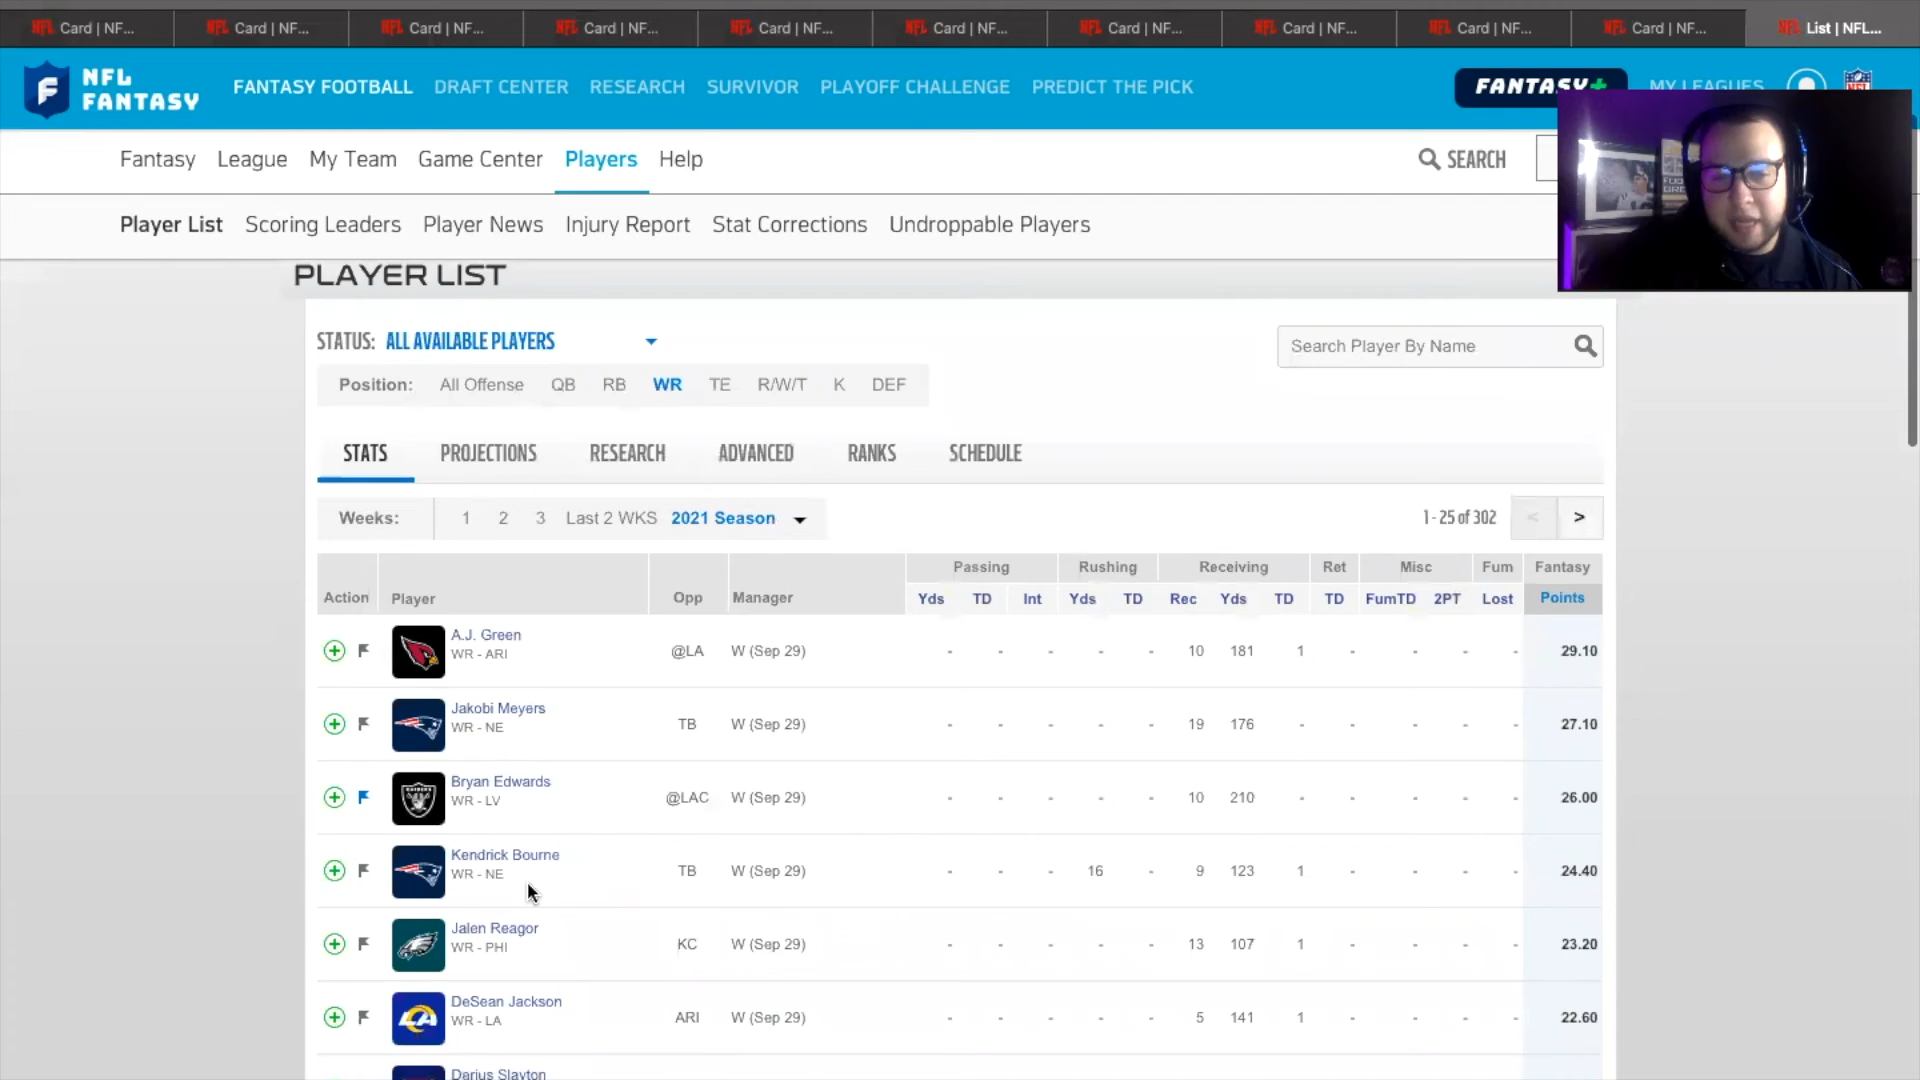 Card | NF... Card | NF... Card | NF... Card | NF... Card | NF... Card | NF... Card | NF... Card | NF... Card | NF... Card | NF... List | NFL...
NFL FANTASY FANTASY FOOTBALL DRAFT CENTER RESEARCH SURVIVOR PLAYOFF CHALLENGE PREDICT THE PICK FANTASY+ MY LEAGUES
Fantasy League My Team Game Center Players Help SEARCH
Player List Scoring Leaders Player News Injury Report Stat Corrections Undroppable Players
PLAYER LIST
STATUS: ALL AVAILABLE PLAYERS Search Player By Name
Position: All Offense QB RB WR TE R/W/T K DEF
STATS PROJECTIONS RESEARCH ADVANCED RANKS SCHEDULE
Weeks: 1 2 3 Last 2 WKS 2021 Season 1 - 25 of 302 < >
Passing Rushing Receiving Ret Misc Fum Fantasy
Action Player Opp Manager Yds TD Int Yds TD Rec Yds TD TD FumTD 2PT Lost Points
A.J. Green
WR - ARI @LA W (Sep 29) - - - - - 10 181 1 - - - - 29.10
Jakobi Meyers
WR - NE TB W (Sep 29) - - - - - 19 176 - - - - - 27.10
Bryan Edwards
WR - LV @LAC W (Sep 29) - - - - - 10 210 - - - - - 26.00
Kendrick Bourne
WR - NE TB W (Sep 29) - - - 16 - 9 123 1 - - - - 24.40
Jalen Reagor
WR - PHI KC W (Sep 29) - - - - - 13 107 1 - - - - 23.20
DeSean Jackson
WR - LA ARI W (Sep 29) - - - - - 5 141 1 - - - - 22.60
Darius Slayton